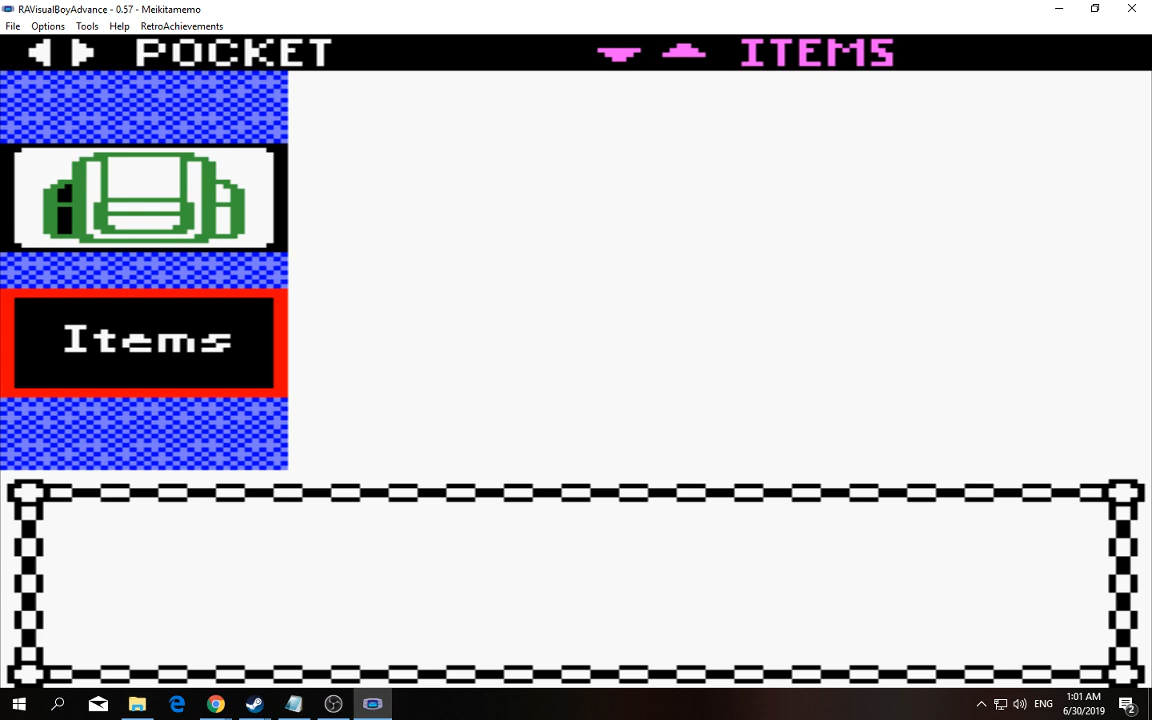 RAVisualBoyAdvance - 0.57 - Meikitamemo
File Options Tools Help RetroAchievements
POCKET ITEMS
Items
ENG
1:01 AM
6/30/2019
2